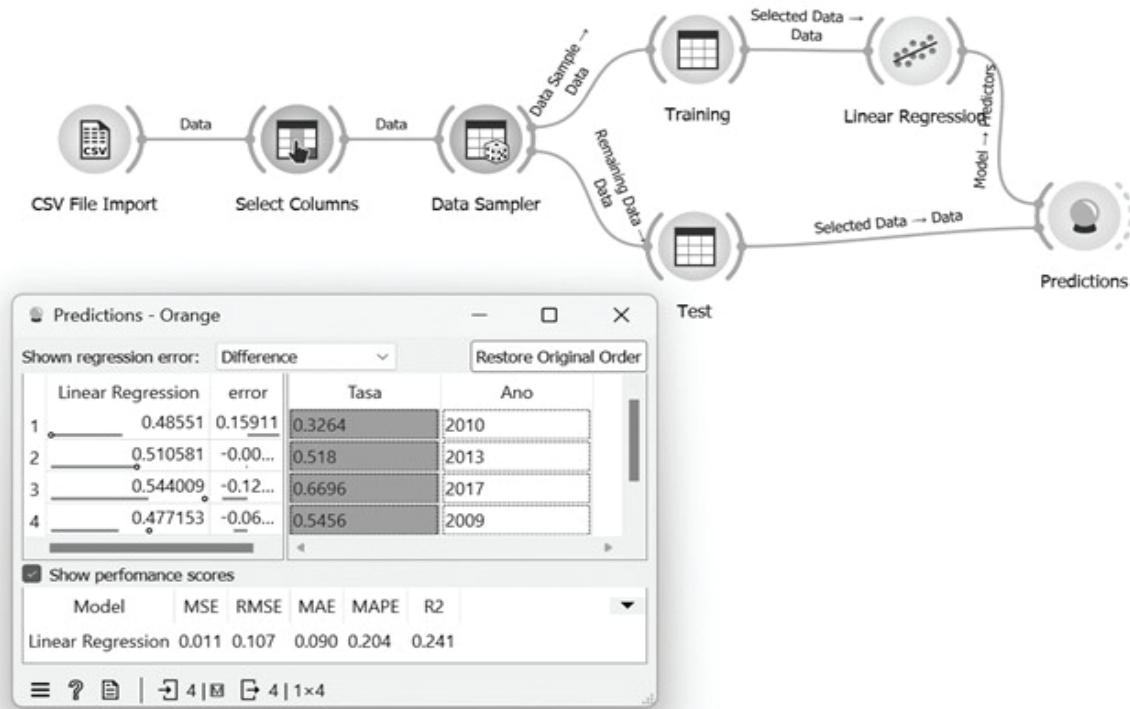 Selected Data →
Data
Data Sample →
Data
Training
Linear Regression
Model → Predictors
Data
Data
CSV
CSV File Import
Select Columns
Data Sampler
Remaining Data →
Data
Selected Data → Data
Test
Predictions
Predictions - Orange
Shown regression error: Difference Restore Original Order
Linear Regression error Tasa Ano
1 0.48551 0.15911 0.3264 2010
2 0.510581 -0.00... 0.518 2013
3 0.544009 -0.12... 0.6696 2017
4 0.477153 -0.06... 0.5456 2009
Show perfomance scores
Model MSE RMSE MAE MAPE R2
Linear Regression 0.011 0.107 0.090 0.204 0.241
4 | 4 | 1×4